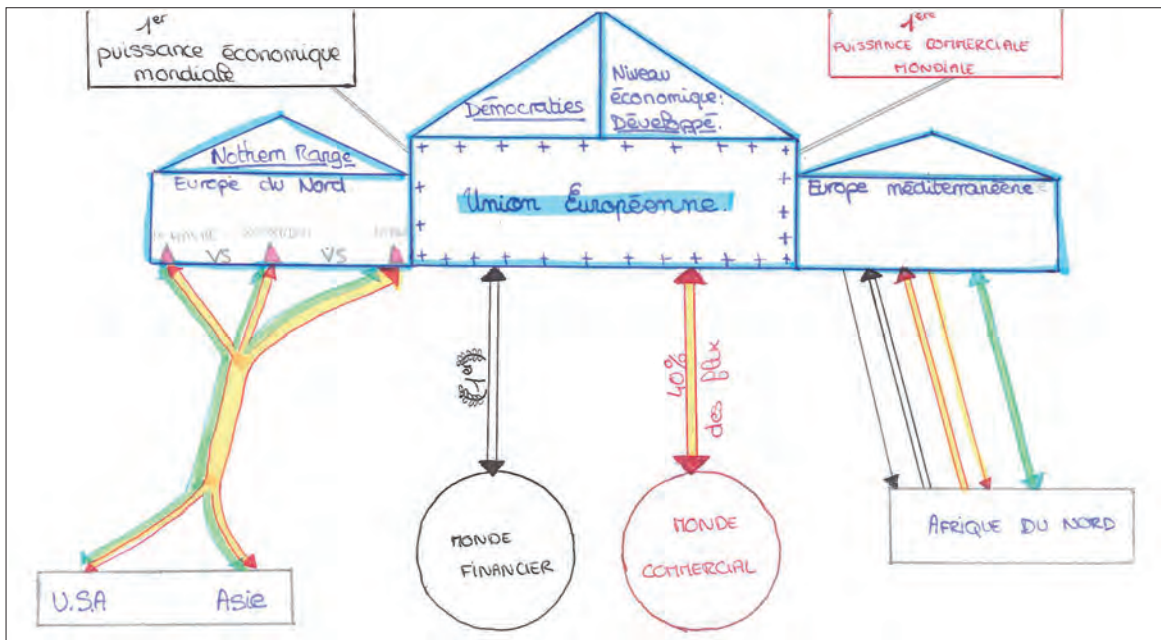 1er
puissance économique
mondiale
1ère
PUISSANCE COMMERCIALE
MONDIALE
Démocraties
Niveau
économique:
Développé.
Nothern Range
Europe du Nord
VS
VS
Union Européenne.
Europe méditerranéene
1er
40%
des flux
MONDE
FINANCIER
MONDE
COMMERCIAL
AFRIQUE DU NORD
U.S.A
Asie